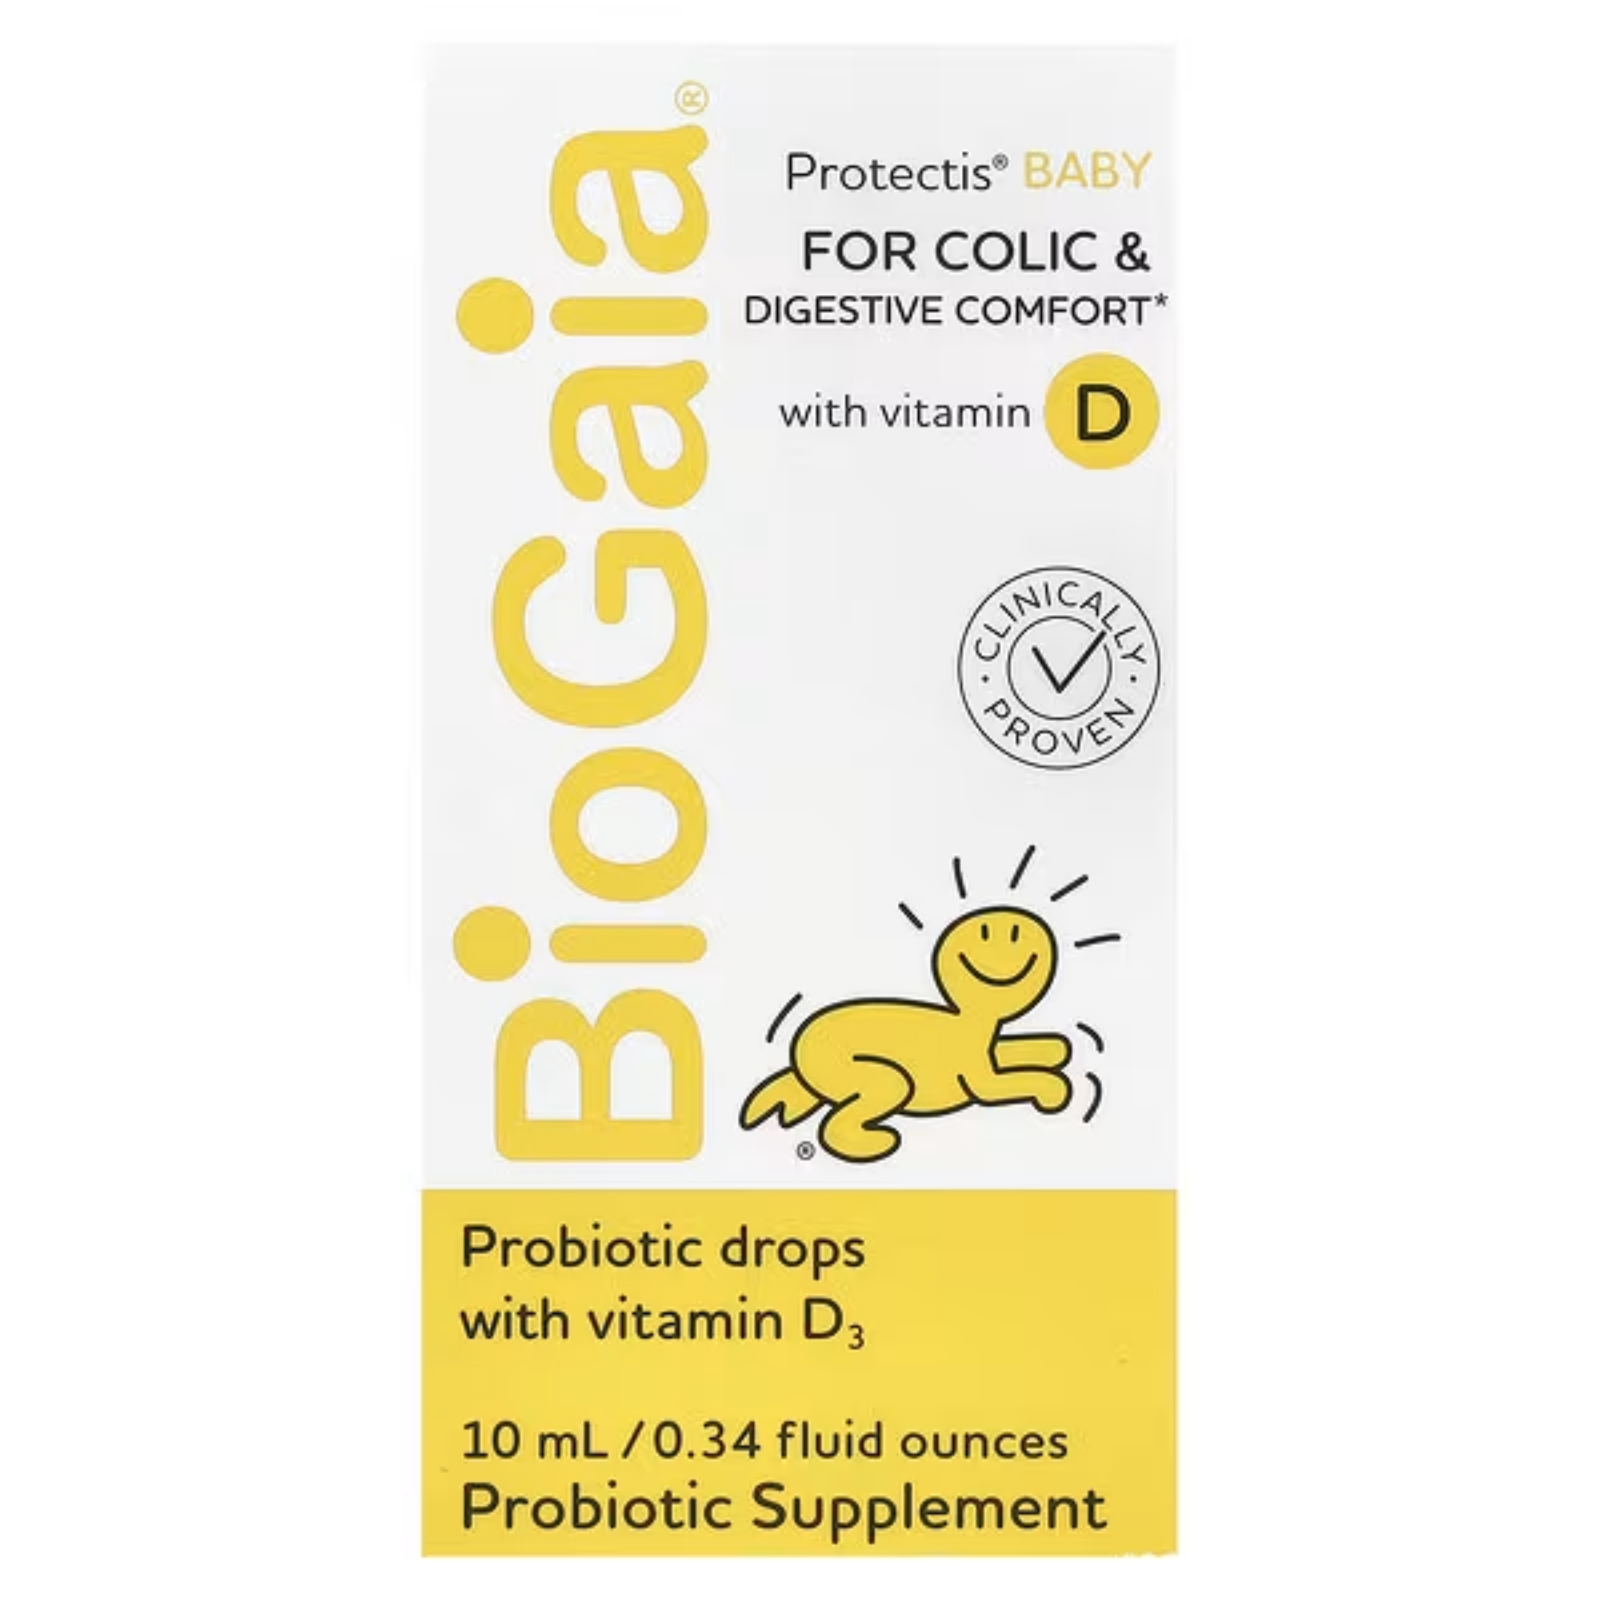 BioGaia®
Protectis® BABY
FOR COLIC &
DIGESTIVE COMFORT*
with vitamin D
CLINICALLY
PROVEN
®
Probiotic drops
with vitamin D₃
10 mL / 0.34 fluid ounces
Probiotic Supplement